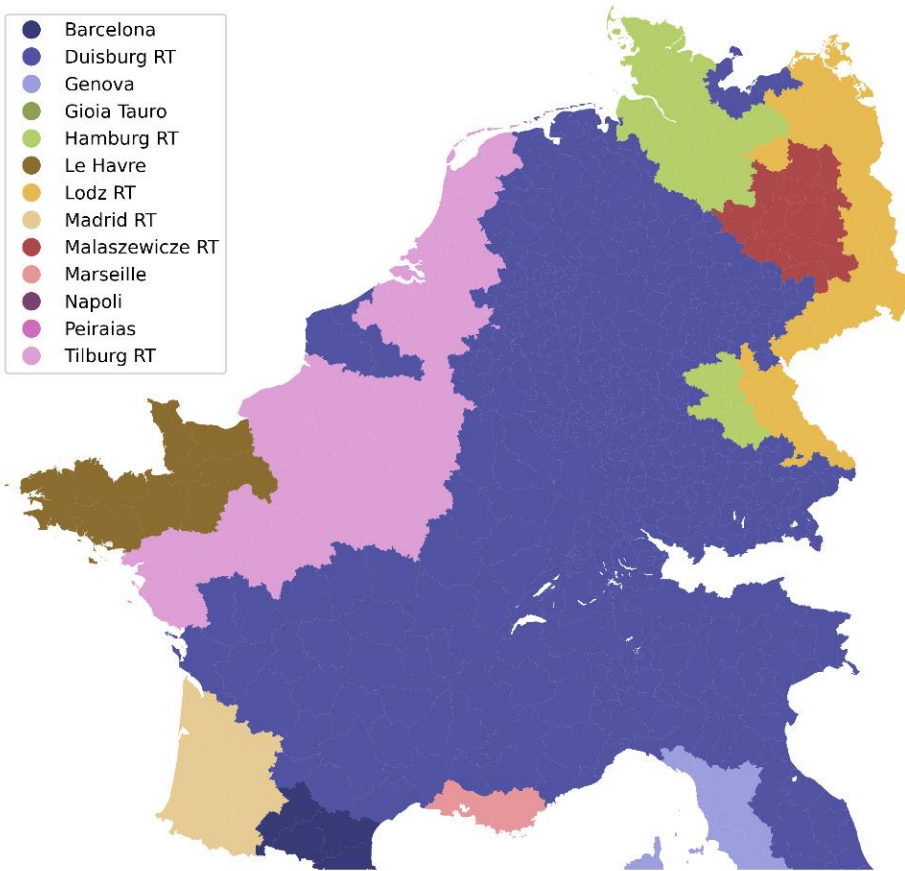 Barcelona
Duisburg RT
Genova
Gioia Tauro
Hamburg RT
Le Havre
Lodz RT
Madrid RT
Malaszewicze RT
Marseille
Napoli
Peiraias
Tilburg RT